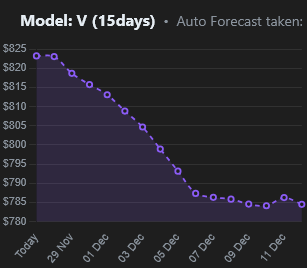 Model: V (15days) • Auto Forecast taken:
$825
$820
$815
$810
$805
$800
$795
$790
$785
$780
Today
29 Nov
01 Dec
03 Dec
05 Dec
07 Dec
09 Dec
11 Dec